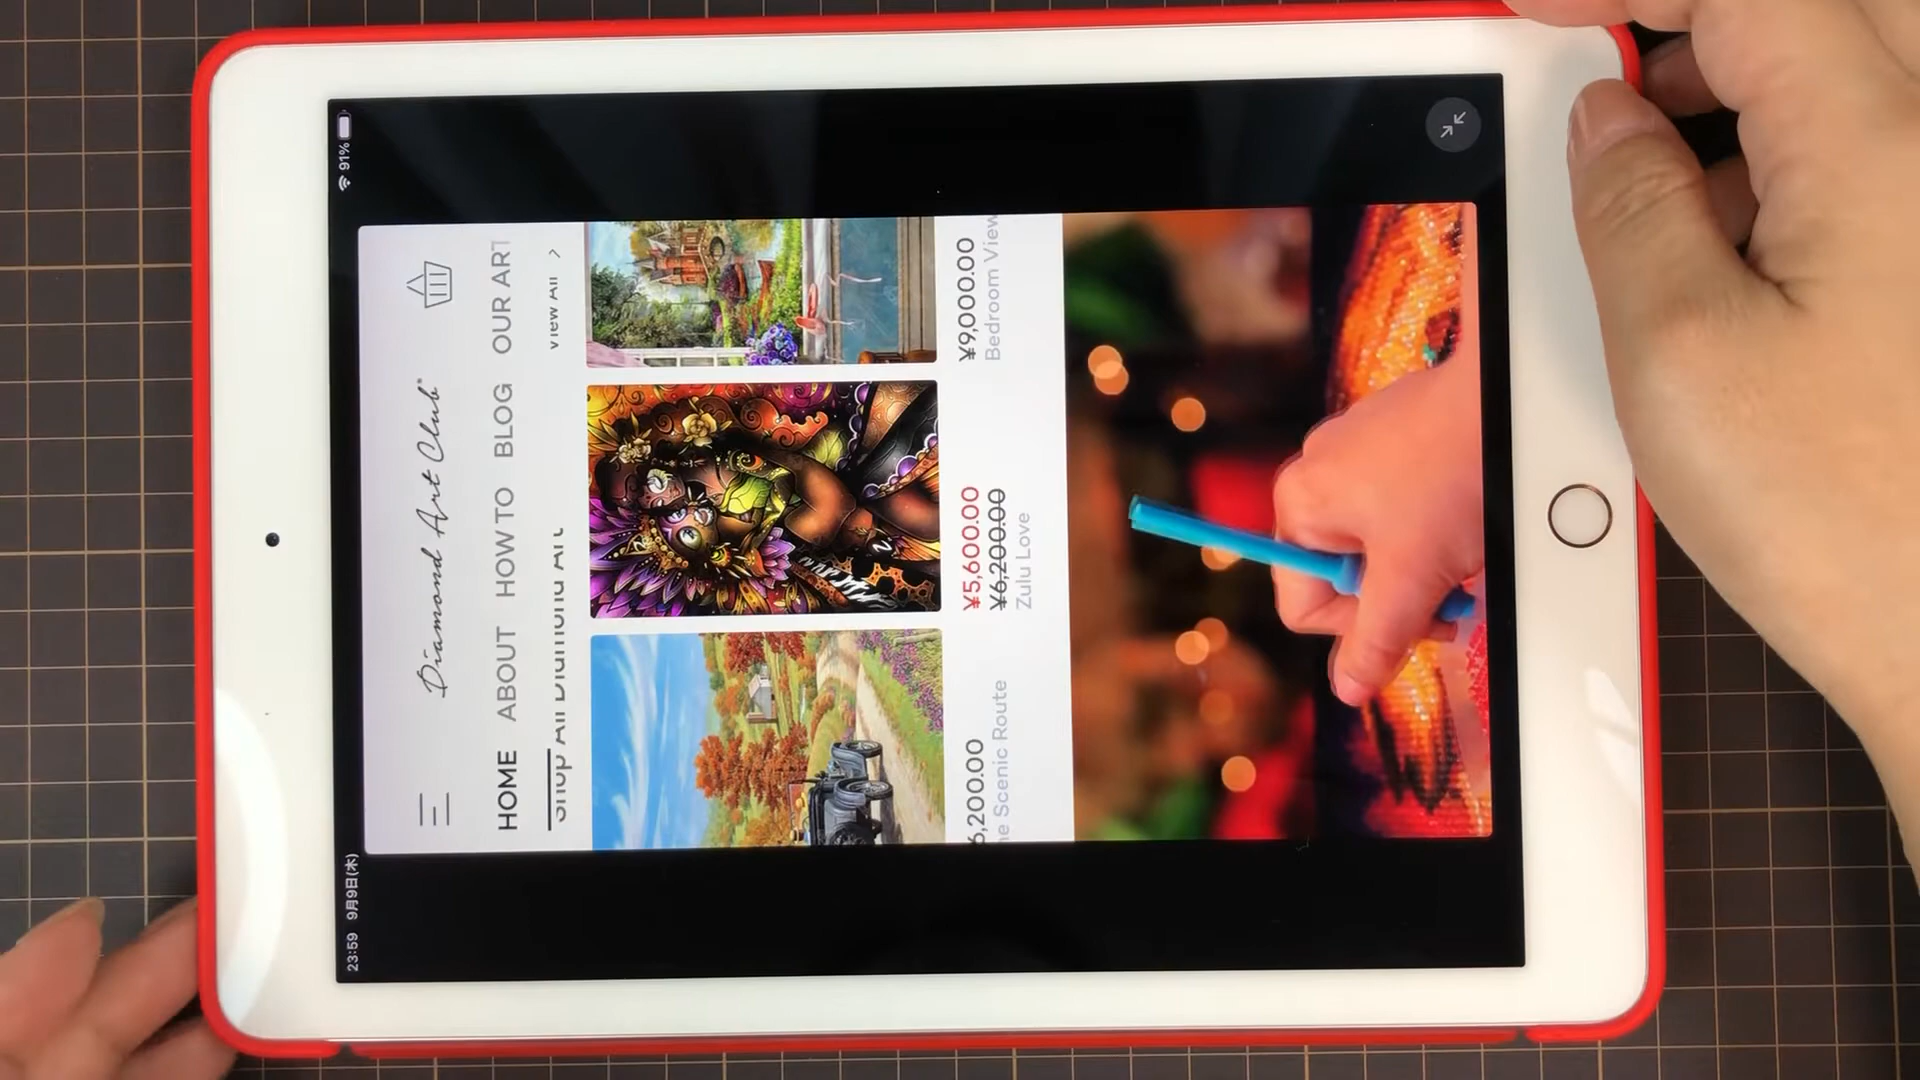 23:59 9月9日(木) 91%
Diamond Art Club®
HOME ABOUT HOW TO BLOG OUR ART
Shop All Diamond Art View All >
6,200.00 ¥5,600.00 ¥9,000.00
¥6,200.00
e Scenic Route Zulu Love Bedroom View